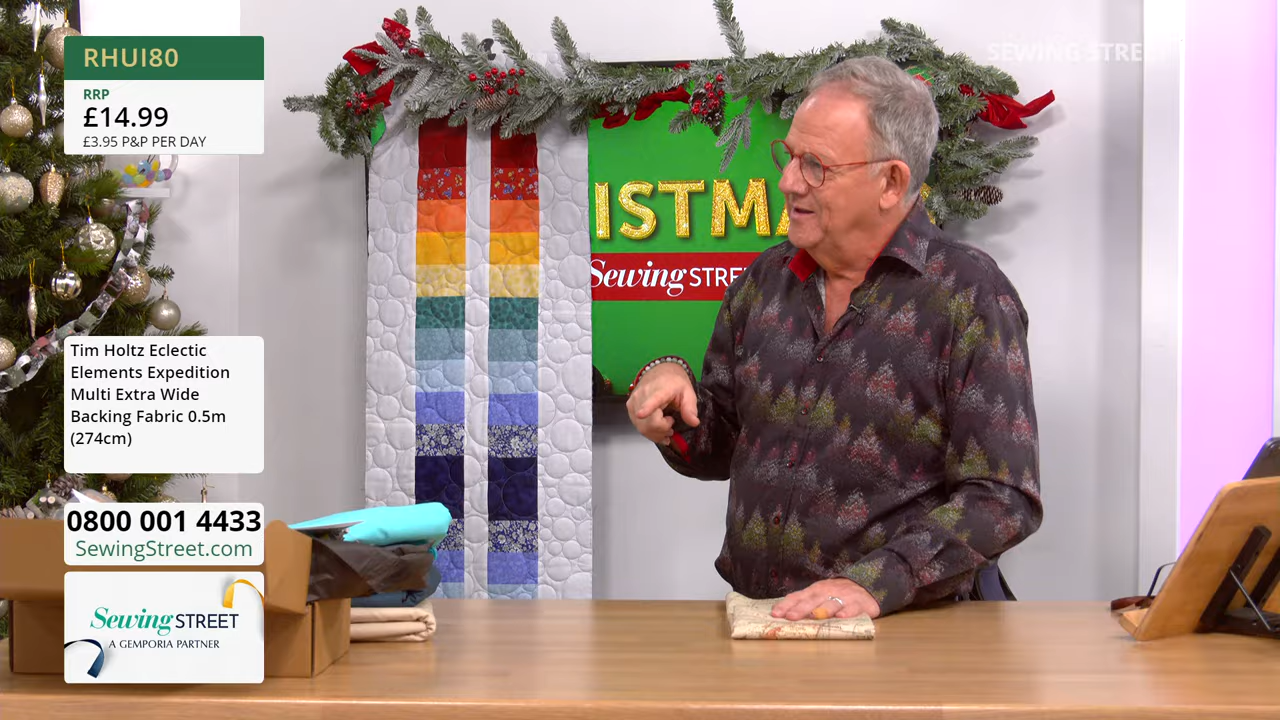 RHUI80
RRP
£14.99
£3.95 P&P PER DAY
Tim Holtz Eclectic
Elements Expedition
Multi Extra Wide
Backing Fabric 0.5m
(274cm)
0800 001 4433
SewingStreet.com
Sewing STREET
A GEMPORIA PARTNER
SEWING STREET
ISTMA
Sewing STREE